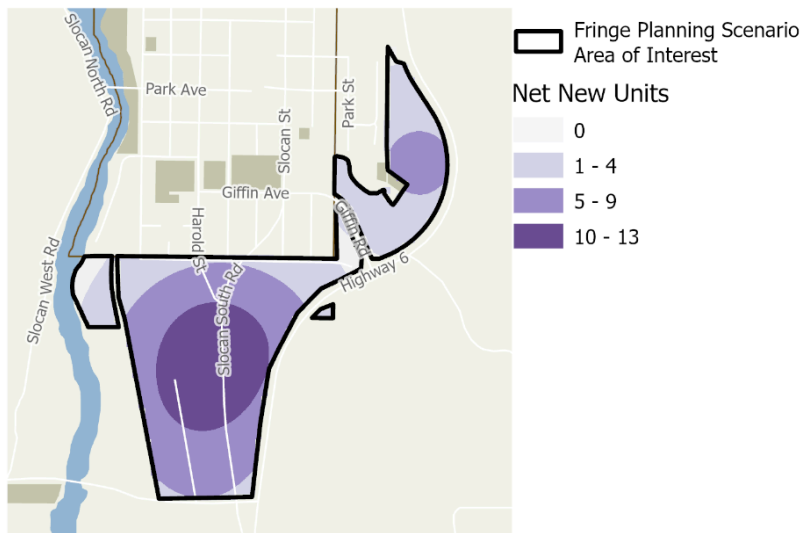 Fringe Planning Scenario
Area of Interest
Net New Units
0
1 - 4
5 - 9
10 - 13
Slocan North Rd
Park Ave
Park St
Slocan St
Giffin Ave
Giffin Rd
Harold St
Slocan South Rd
Highway 6
Slocan West Rd